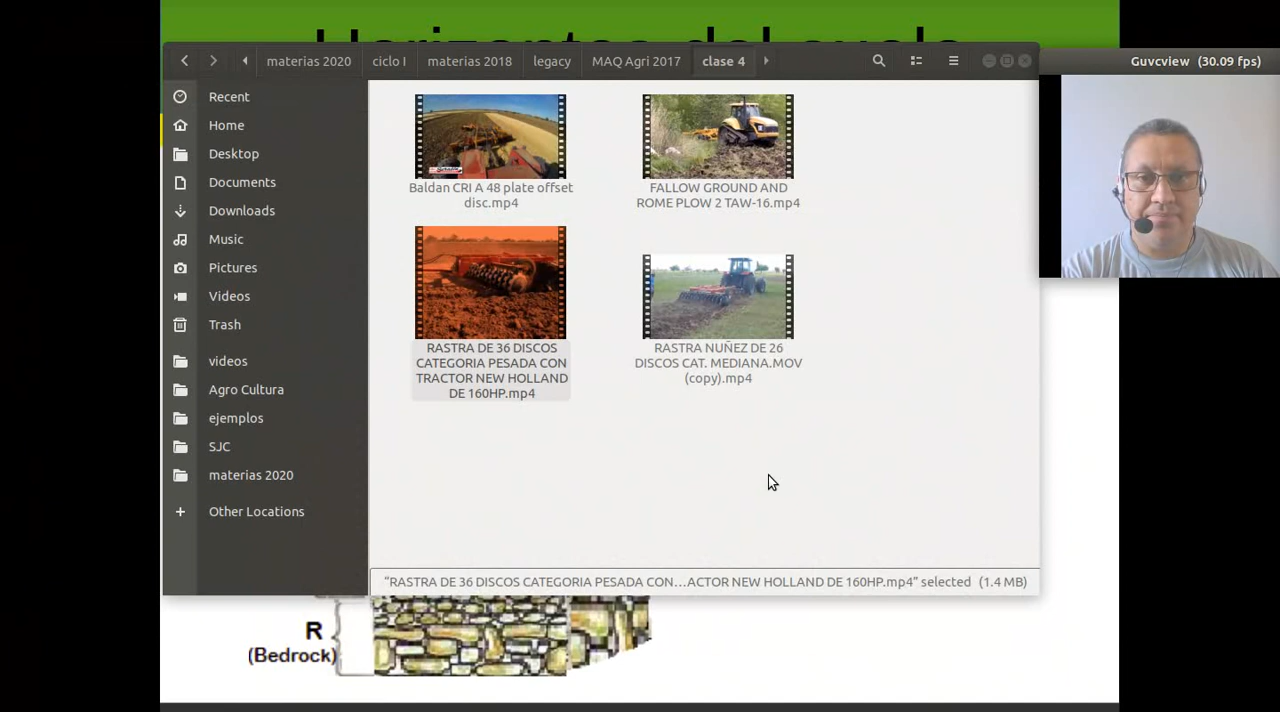 Horizontes del suelo
materias 2020
ciclo I
materias 2018
legacy
MAQ Agri 2017
clase 4
Guvcview (30.09 fps)
Recent
Home
Desktop
Documents
Downloads
Music
Pictures
Videos
Trash
videos
Agro Cultura
ejemplos
SJC
materias 2020
Other Locations
Baldan CRI A 48 plate offset
disc.mp4
FALLOW GROUND AND
ROME PLOW 2 TAW-16.mp4
RASTRA DE 36 DISCOS
CATEGORIA PESADA CON
TRACTOR NEW HOLLAND
DE 160HP.mp4
RASTRA NUÑEZ DE 26
DISCOS CAT. MEDIANA.MOV
(copy).mp4
"RASTRA DE 36 DISCOS CATEGORIA PESADA CON…ACTOR NEW HOLLAND DE 160HP.mp4" selected (1.4 MB)
R
(Bedrock)